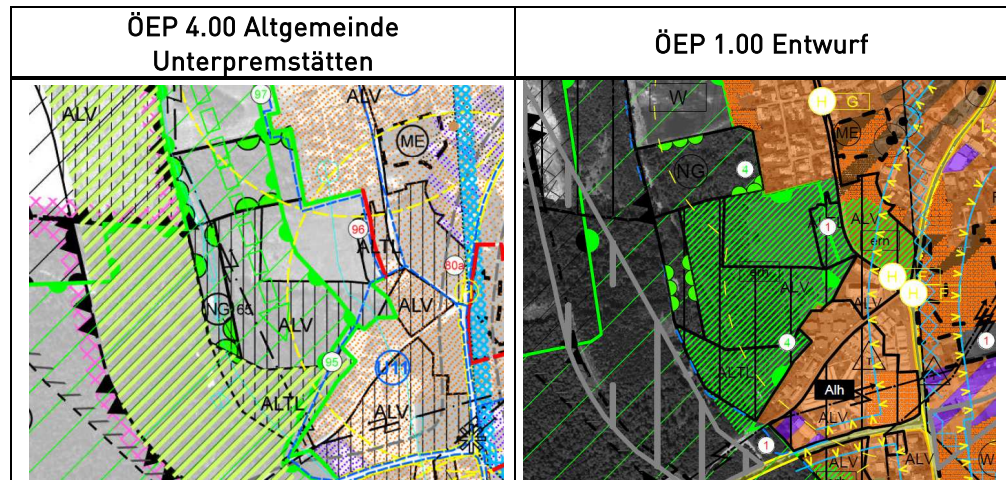 ÖEP 4.00 Altgemeinde
Unterpremstätten
ÖEP 1.00 Entwurf
97
ALV
ALV
ME
96
ALTL
80a
NG
65
ALV
ALV
95
U11
ALTL
ALV
W
H
G
ME
NG
4
1
ALV
ern
H
H
ALV
ALV
4
1
ALTL
Alh
ALV
1
ALV
ALV
W